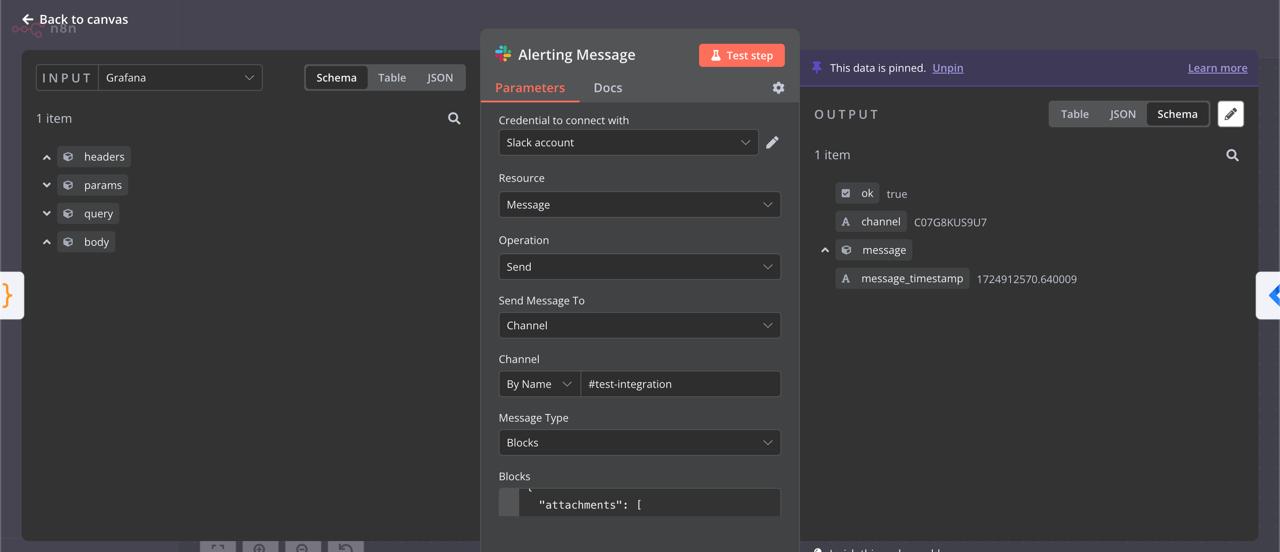 Back to canvas
n8n
INPUT Grafana
Schema Table JSON
1 item
headers
params
query
body
Alerting Message
Test step
Parameters Docs
Credential to connect with
Slack account
Resource
Message
Operation
Send
Send Message To
Channel
Channel
By Name #test-integration
Message Type
Blocks
Blocks
"attachments": [
This data is pinned. Unpin Learn more
OUTPUT
Table JSON Schema
1 item
ok true
channel C07G8KUS9U7
message
message_timestamp 1724912570.640009